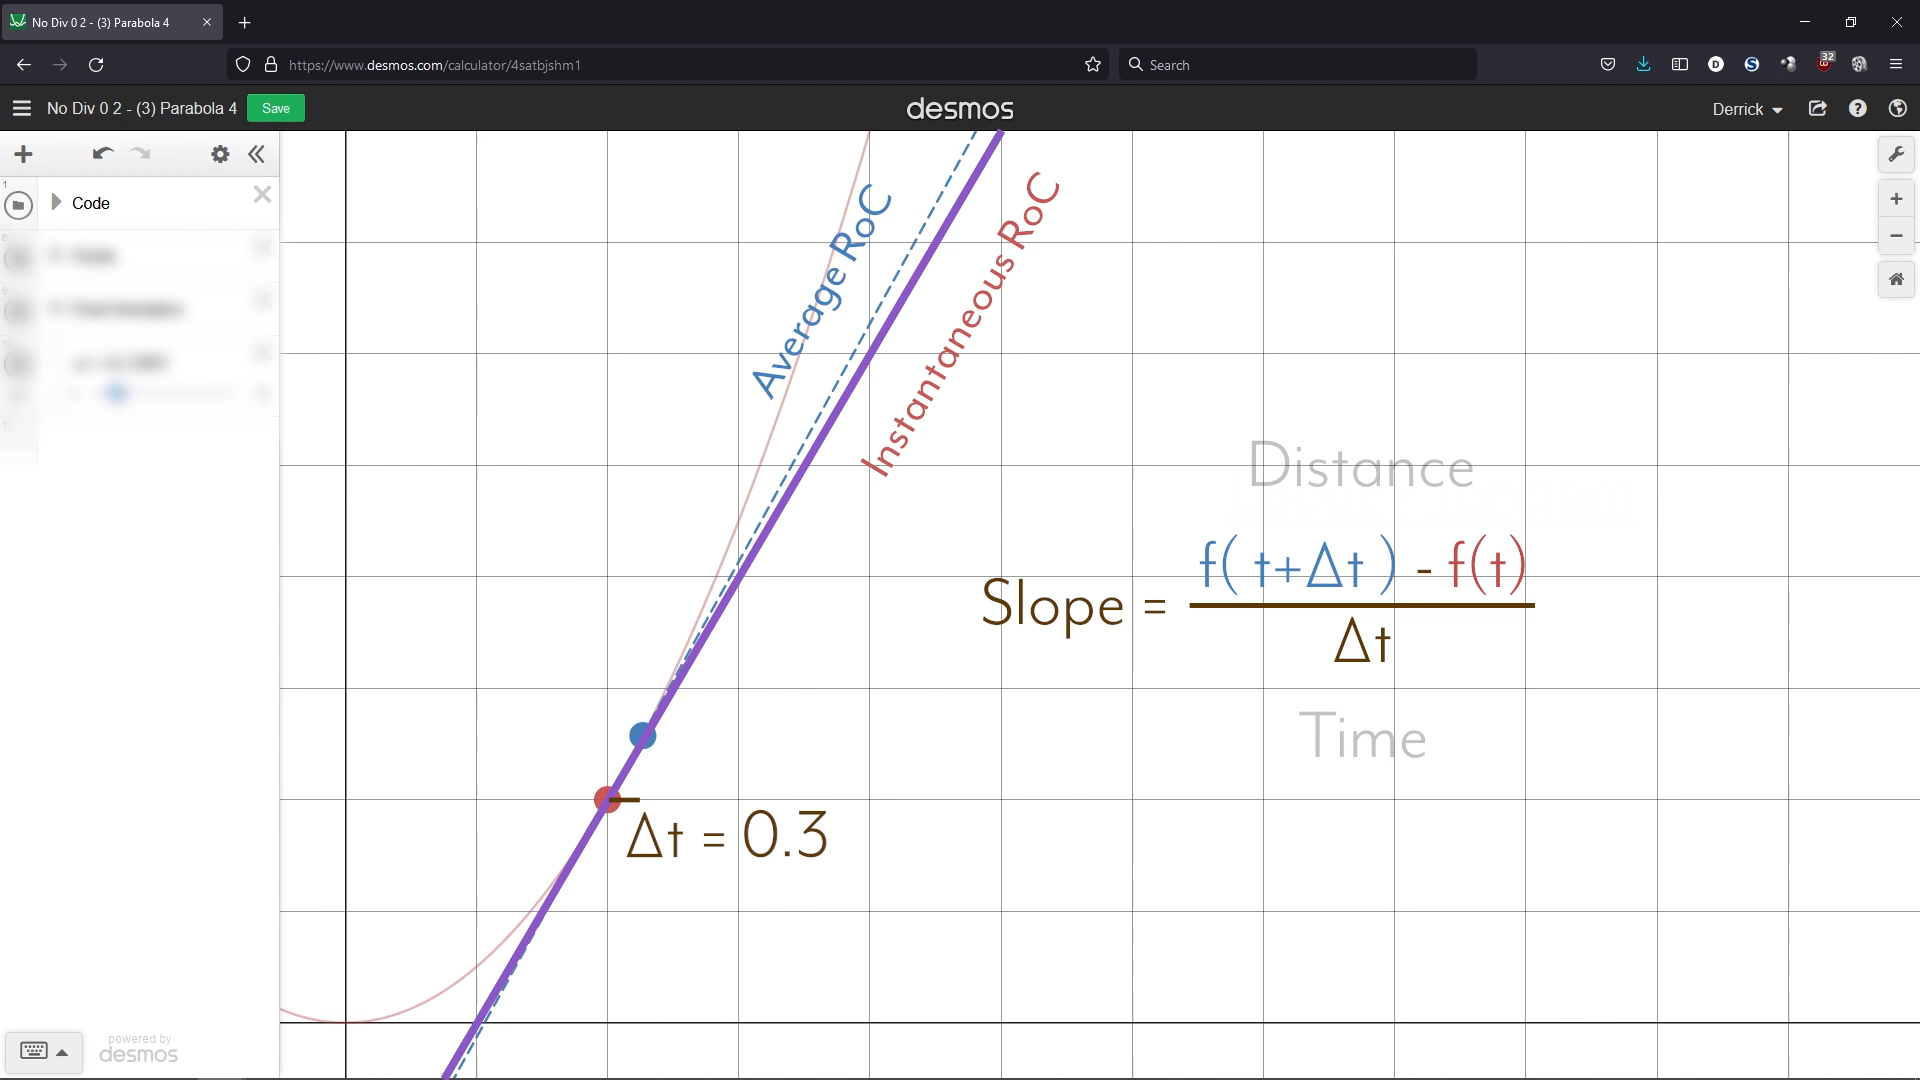 No Div 0 2 - (3) Parabola 4
https://www.desmos.com/calculator/4satbjshm1
Search
32
No Div 0 2 - (3) Parabola 4
Save
desmos
Derrick
1
Code
Average RoC
Instantaneous RoC
Distance
Slope = f( t+Δt ) - f(t)
Δt
Time
Δt = 0.3
powered by
desmos